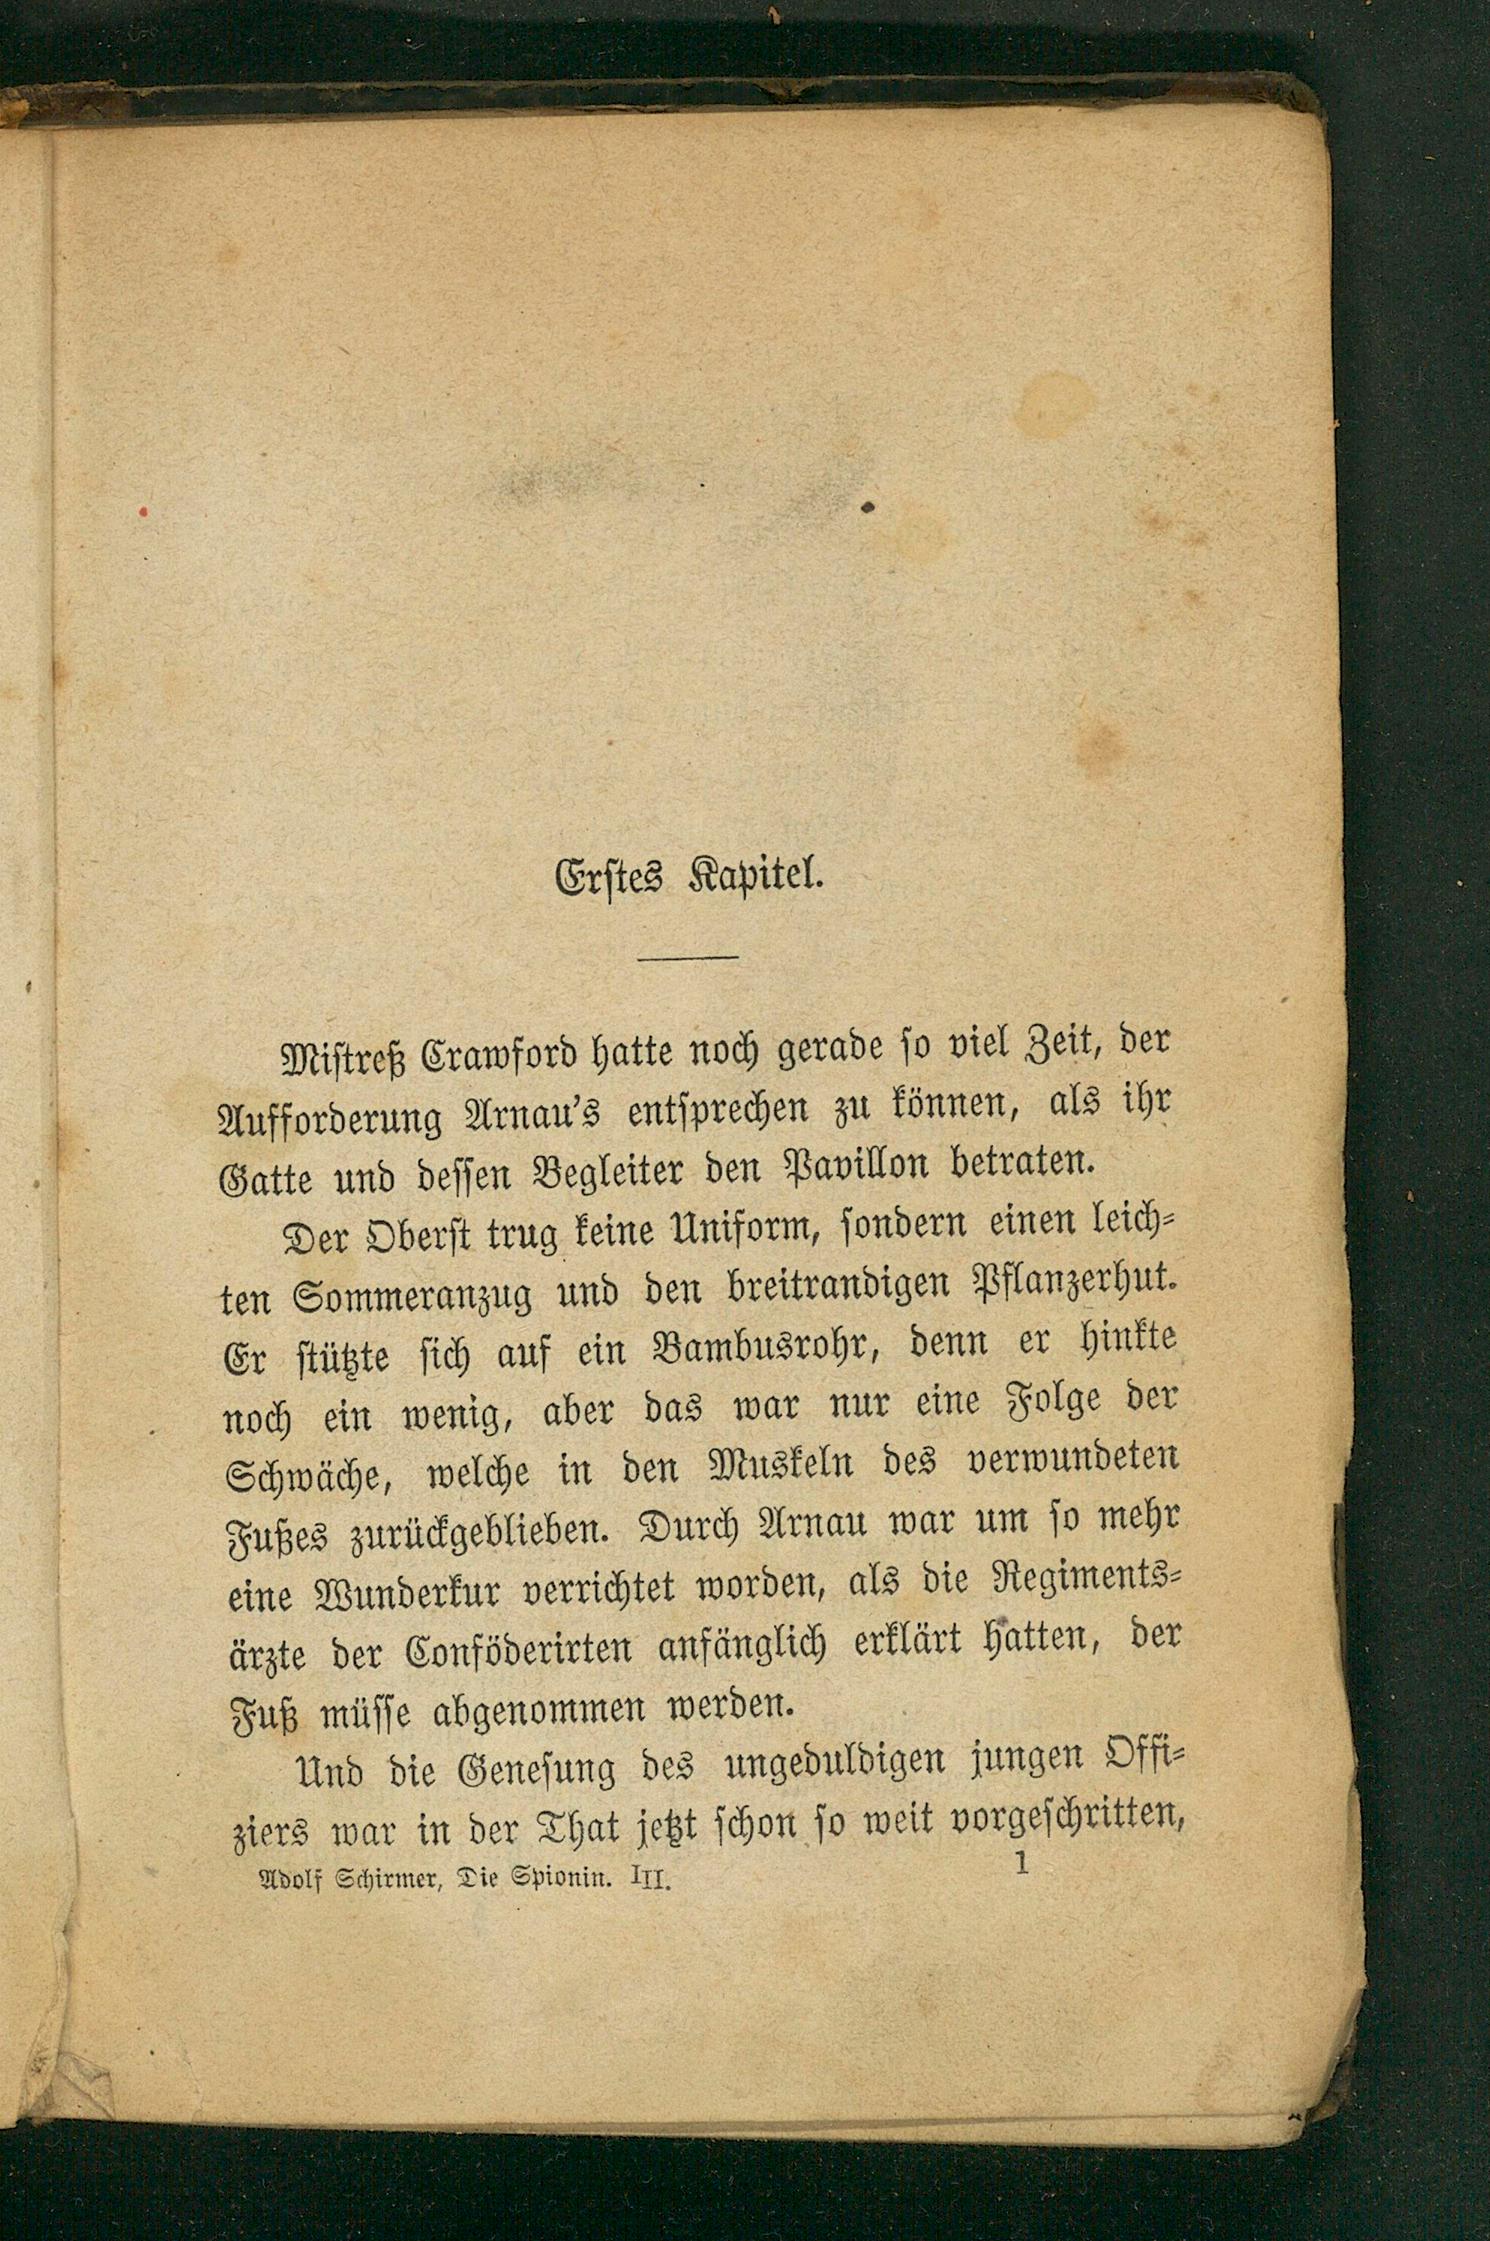 Erstes Kapitel.
Mistreß Crawford hatte noch gerade so viel Zeit, der
Aufforderung Arnau's entsprechen zu können, als ihr
Gatte und dessen Begleiter den Pavillon betraten.
Der Oberst trug keine Uniform, sondern einen leich-
ten Sommeranzug und den breitrandigen Pflanzerhut.
Er stützte sich auf ein Bambusrohr, denn er hinkte
noch ein wenig, aber das war nur eine Folge der
Schwäche, welche in den Muskeln des verwundeten
Fußes zurückgeblieben. Durch Arnau war um so mehr
eine Wunderkur verrichtet worden, als die Regiments-
ärzte der Conföderirten anfänglich erklärt hatten, der
Fuß müsse abgenommen werden.
Und die Genesung des ungeduldigen jungen Offi-
ziers war in der That jetzt schon so weit vorgeschritten,
Adolf Schirmer, Die Spionin. III. 1